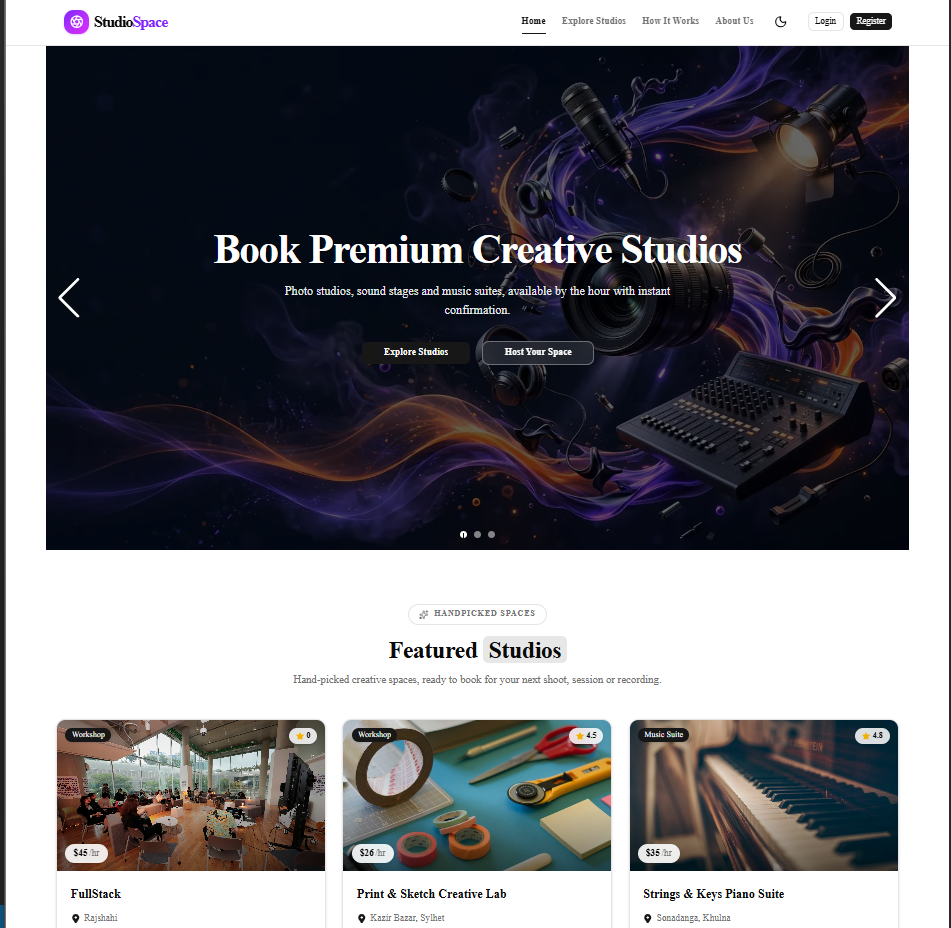 StudioSpace
Home Explore Studios How It Works About Us Login Register
Book Premium Creative Studios
Photo studios, sound stages and music suites, available by the hour with instant
confirmation.
Explore Studios Host Your Space
HANDPICKED SPACES
Featured Studios
Hand-picked creative spaces, ready to book for your next shoot, session or recording.
Workshop 0
$45 /hr
FullStack
Rajshahi
Workshop 4.5
$26 /hr
Print & Sketch Creative Lab
Kazir Bazar, Sylhet
Music Suite 4.8
$35 /hr
Strings & Keys Piano Suite
Sonadanga, Khulna